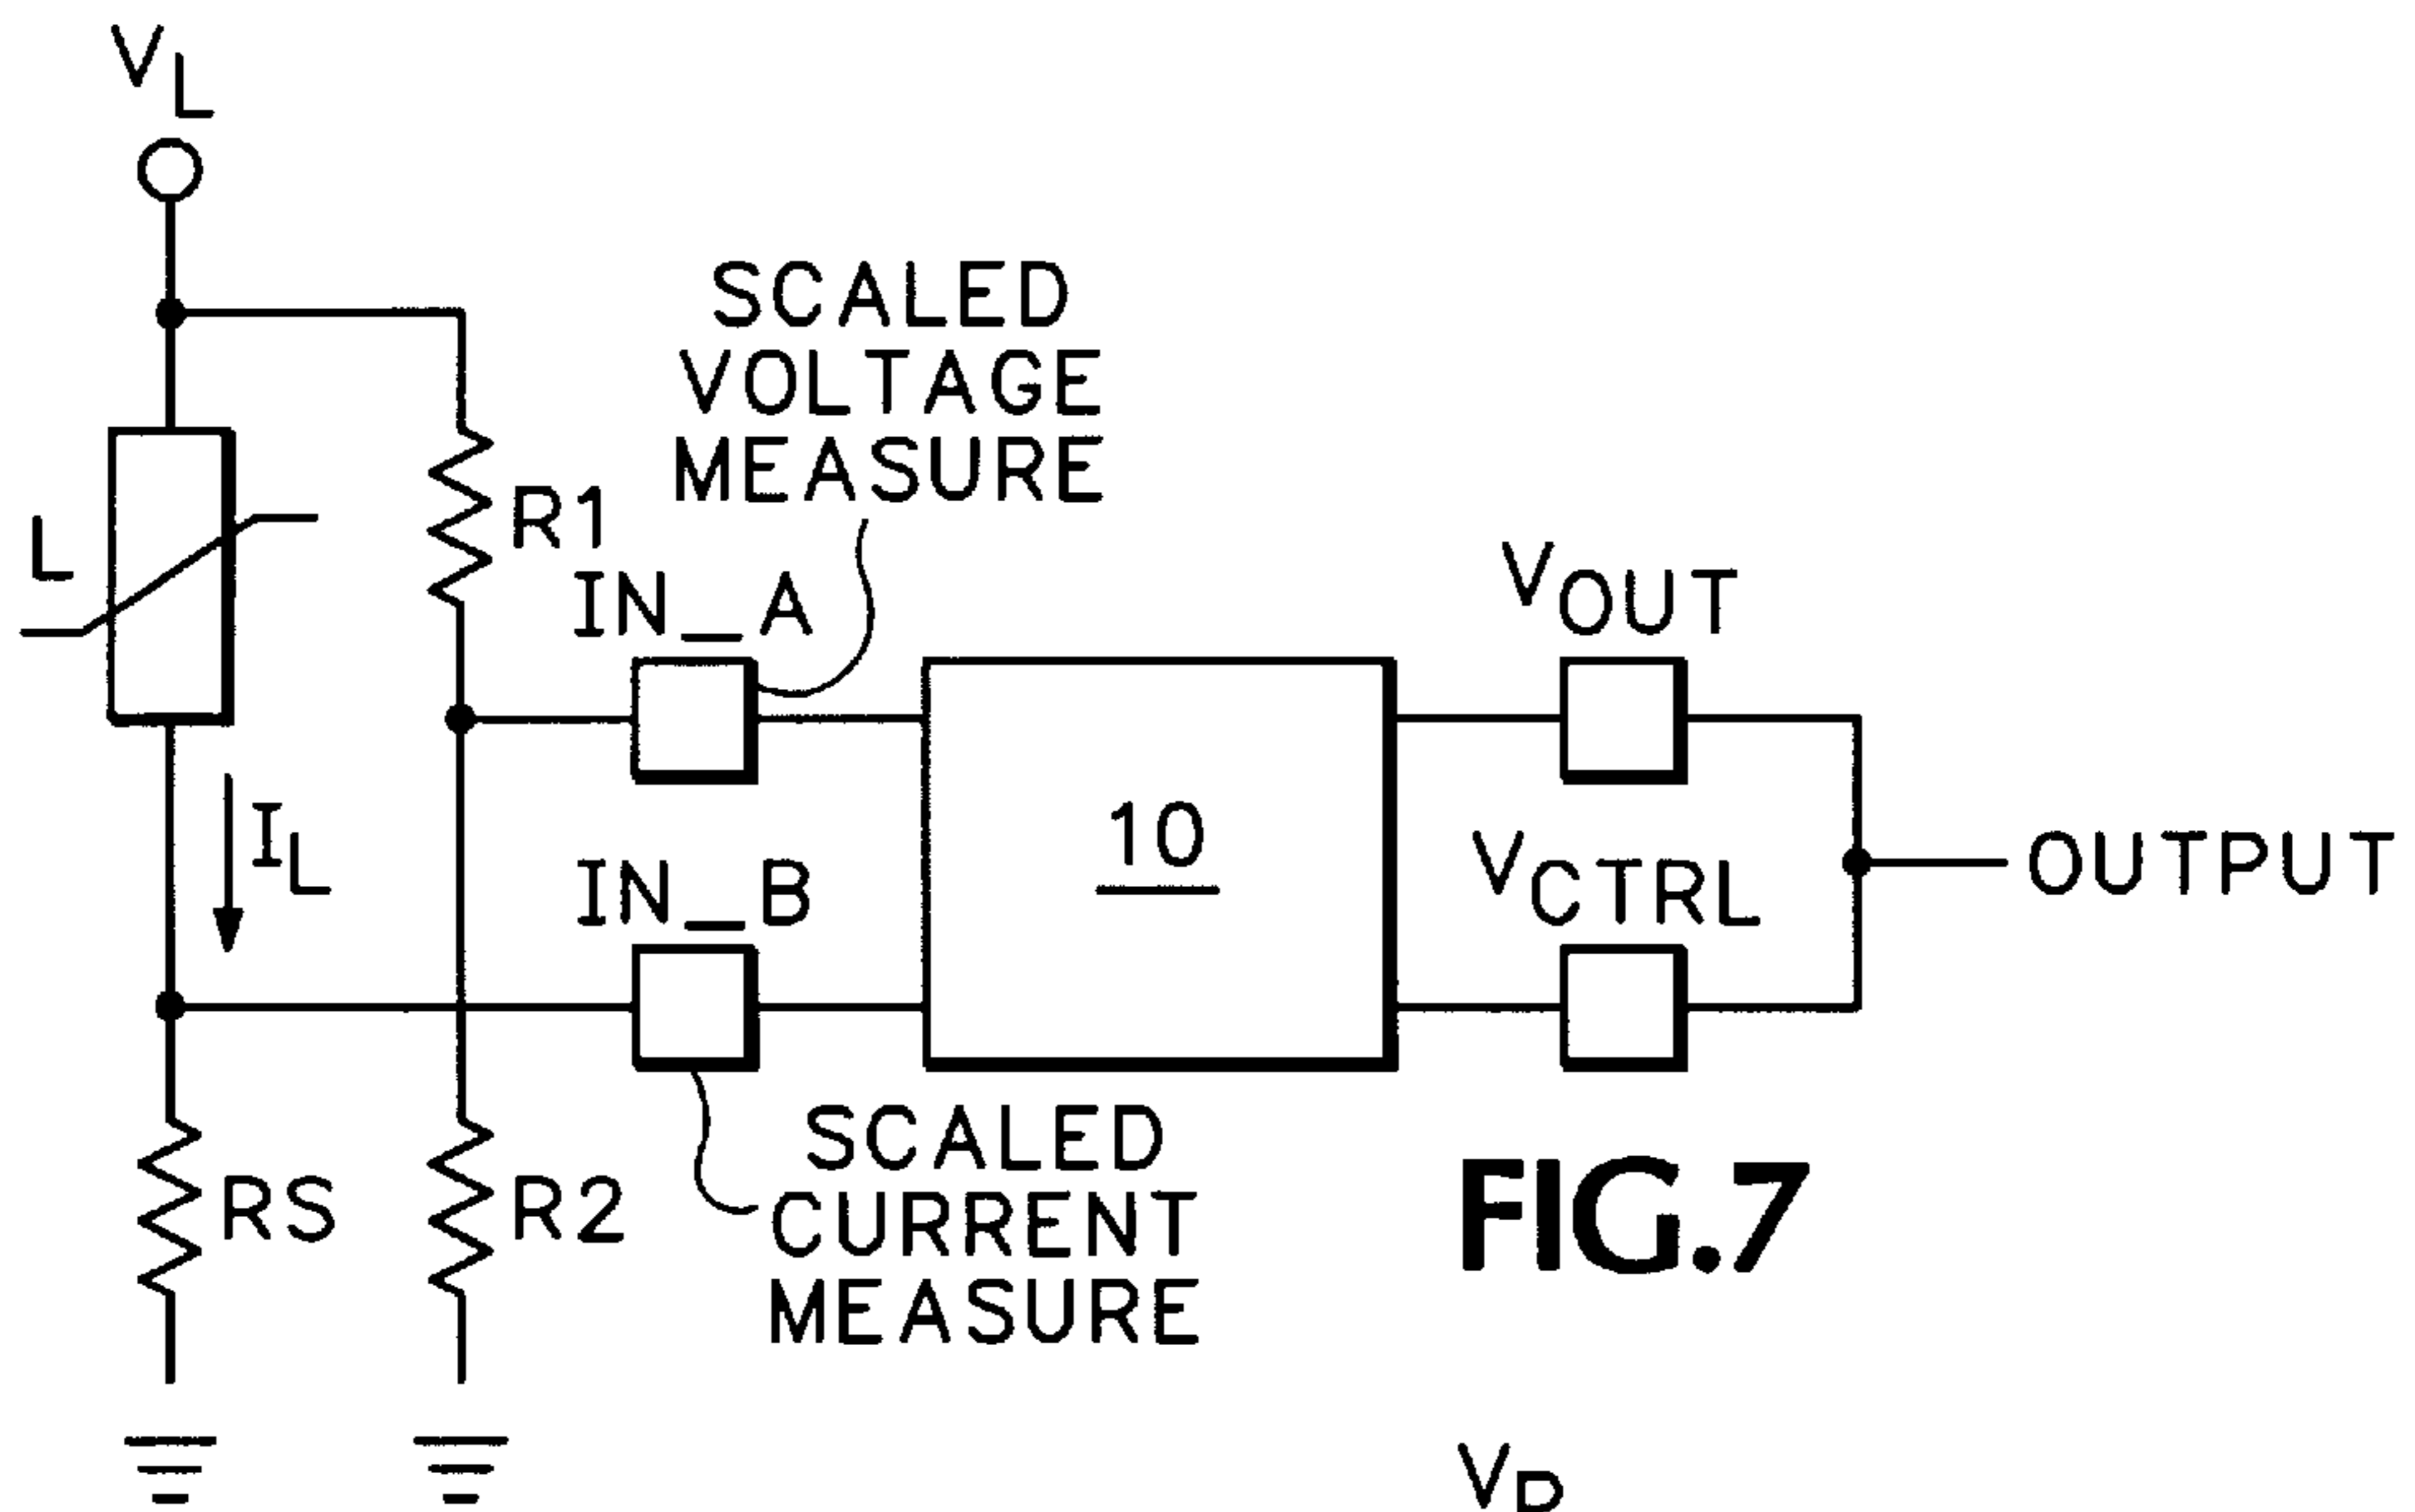 VL
SCALED
VOLTAGE
MEASURE
L
R1
IN_A
VOUT
IL
10
IN_B
VCTRL
OUTPUT
RS
R2
SCALED
CURRENT
MEASURE
FIG.7